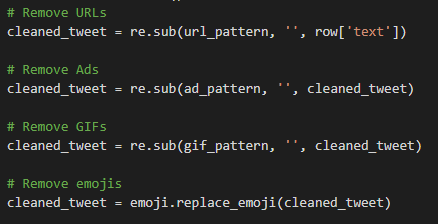 # Remove URLs
cleaned_tweet = re.sub(url_pattern, '', row['text'])
# Remove Ads
cleaned_tweet = re.sub(ad_pattern, '', cleaned_tweet)
# Remove GIFs
cleaned_tweet = re.sub(gif_pattern, '', cleaned_tweet)
# Remove emojis
cleaned_tweet = emoji.replace_emoji(cleaned_tweet)